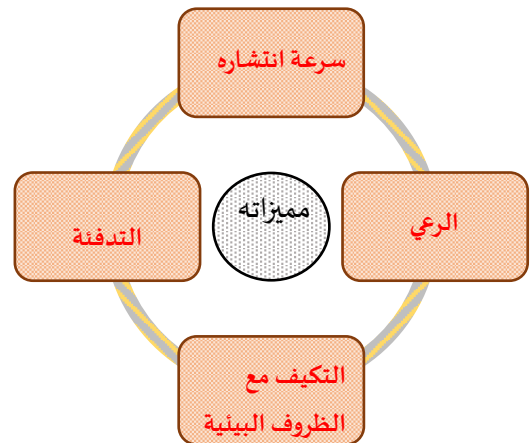 سرعة انتشاره
مميزاته
الرعي
التدفئة
التكيف مع
الظروف البيئية